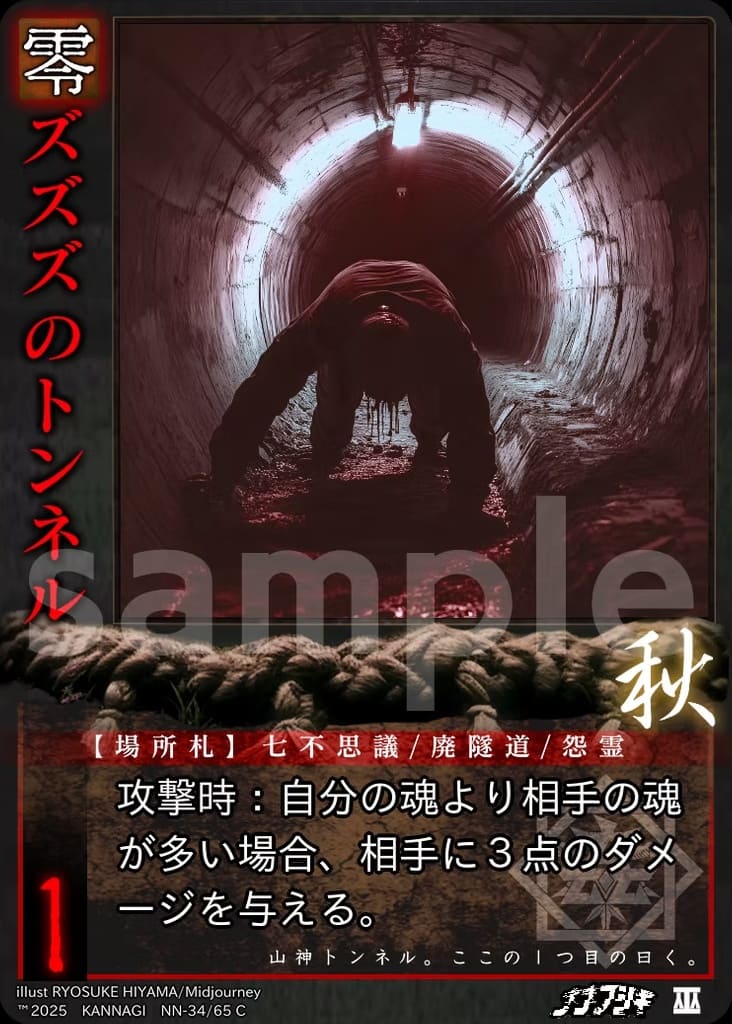 零
ズズズのトンネル
sample
秋
【場所札】七不思議/廃隧道/怨霊
攻撃時：自分の魂より相手の魂
が多い場合、相手に３点のダメ
ージを与える。
1
山神トンネル。ここの１つ目の曰く。
illust RYOSUKE HIYAMA/Midjourney
™2025 KANNAGI NN-34/65 C